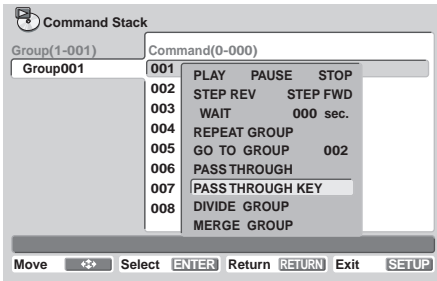 Command Stack
Group(1-001) Command(0-000)
Group001 001
PLAY PAUSE STOP
002 STEP REV STEP FWD
003 WAIT 000 sec.
004 REPEAT GROUP
005 GO TO GROUP 002
006 PASS THROUGH
007 PASS THROUGH KEY
008 DIVIDE GROUP
MERGE GROUP
Move Select ENTER Return RETURN Exit SETUP